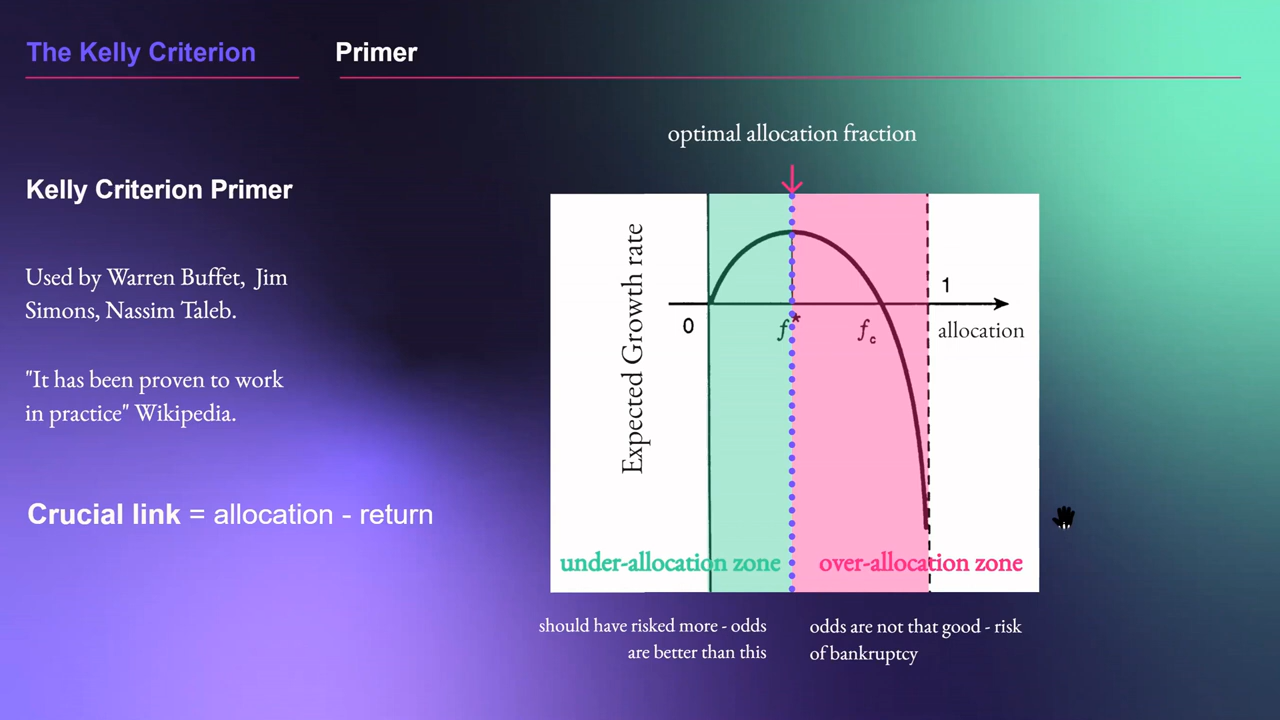 The Kelly Criterion
Primer
Kelly Criterion Primer
Used by Warren Buffet, Jim
Simons, Nassim Taleb.
"It has been proven to work
in practice" Wikipedia.
Crucial link = allocation - return
optimal allocation fraction
Expected Growth rate
0
f*
fc
1
allocation
under-allocation zone
over-allocation zone
should have risked more - odds
are better than this
odds are not that good - risk
of bankruptcy